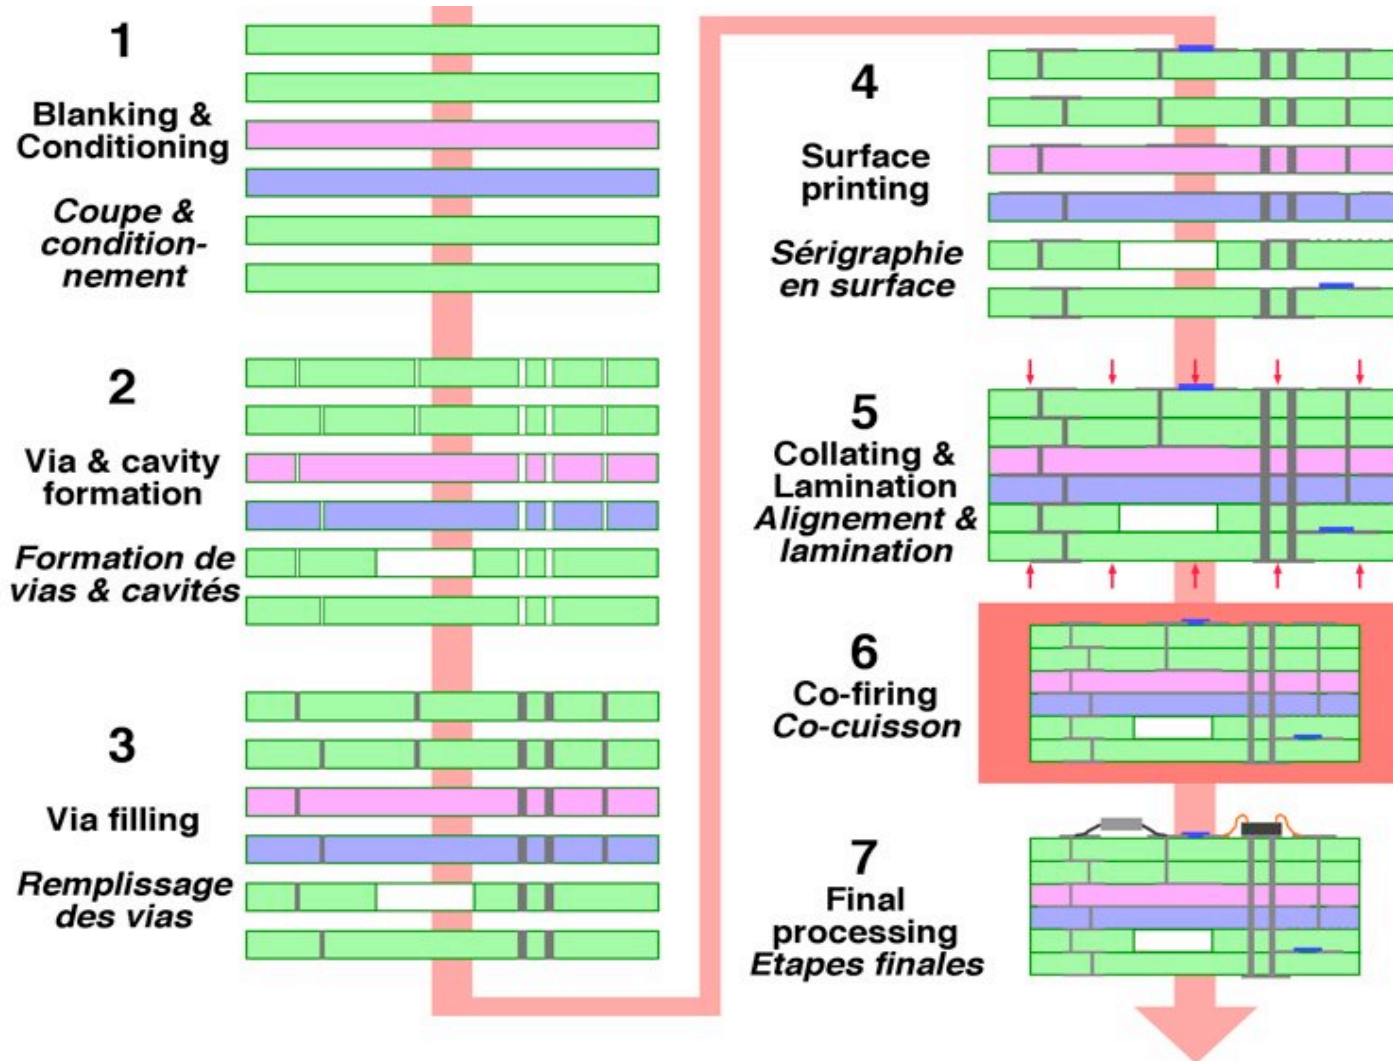 1
Blanking &
Conditioning
Coupe &
condition-
nement
2
Via & cavity
formation
Formation de
vias & cavités
3
Via filling
Remplissage
des vias
4
Surface
printing
Sérigraphie
en surface
5
Collating &
Lamination
Alignement &
lamination
6
Co-firing
Co-cuisson
7
Final
processing
Etapes finales